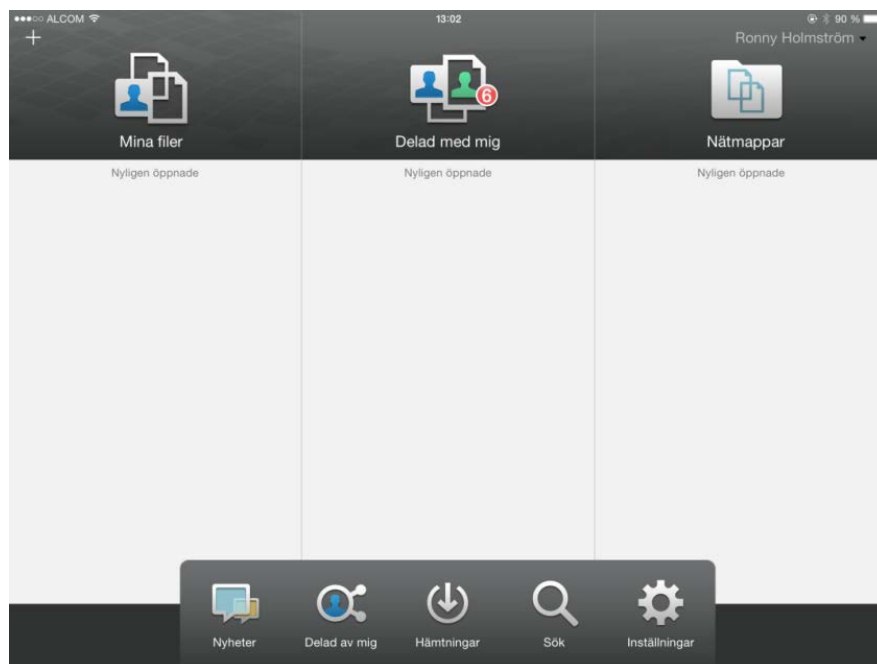 ALCOM
13:02
90 %
Ronny Holmström
6
Mina filer
Delad med mig
Nätmappar
Nyligen öppnade
Nyligen öppnade
Nyligen öppnade
Nyheter
Delad av mig
Hämtningar
Sök
Inställningar